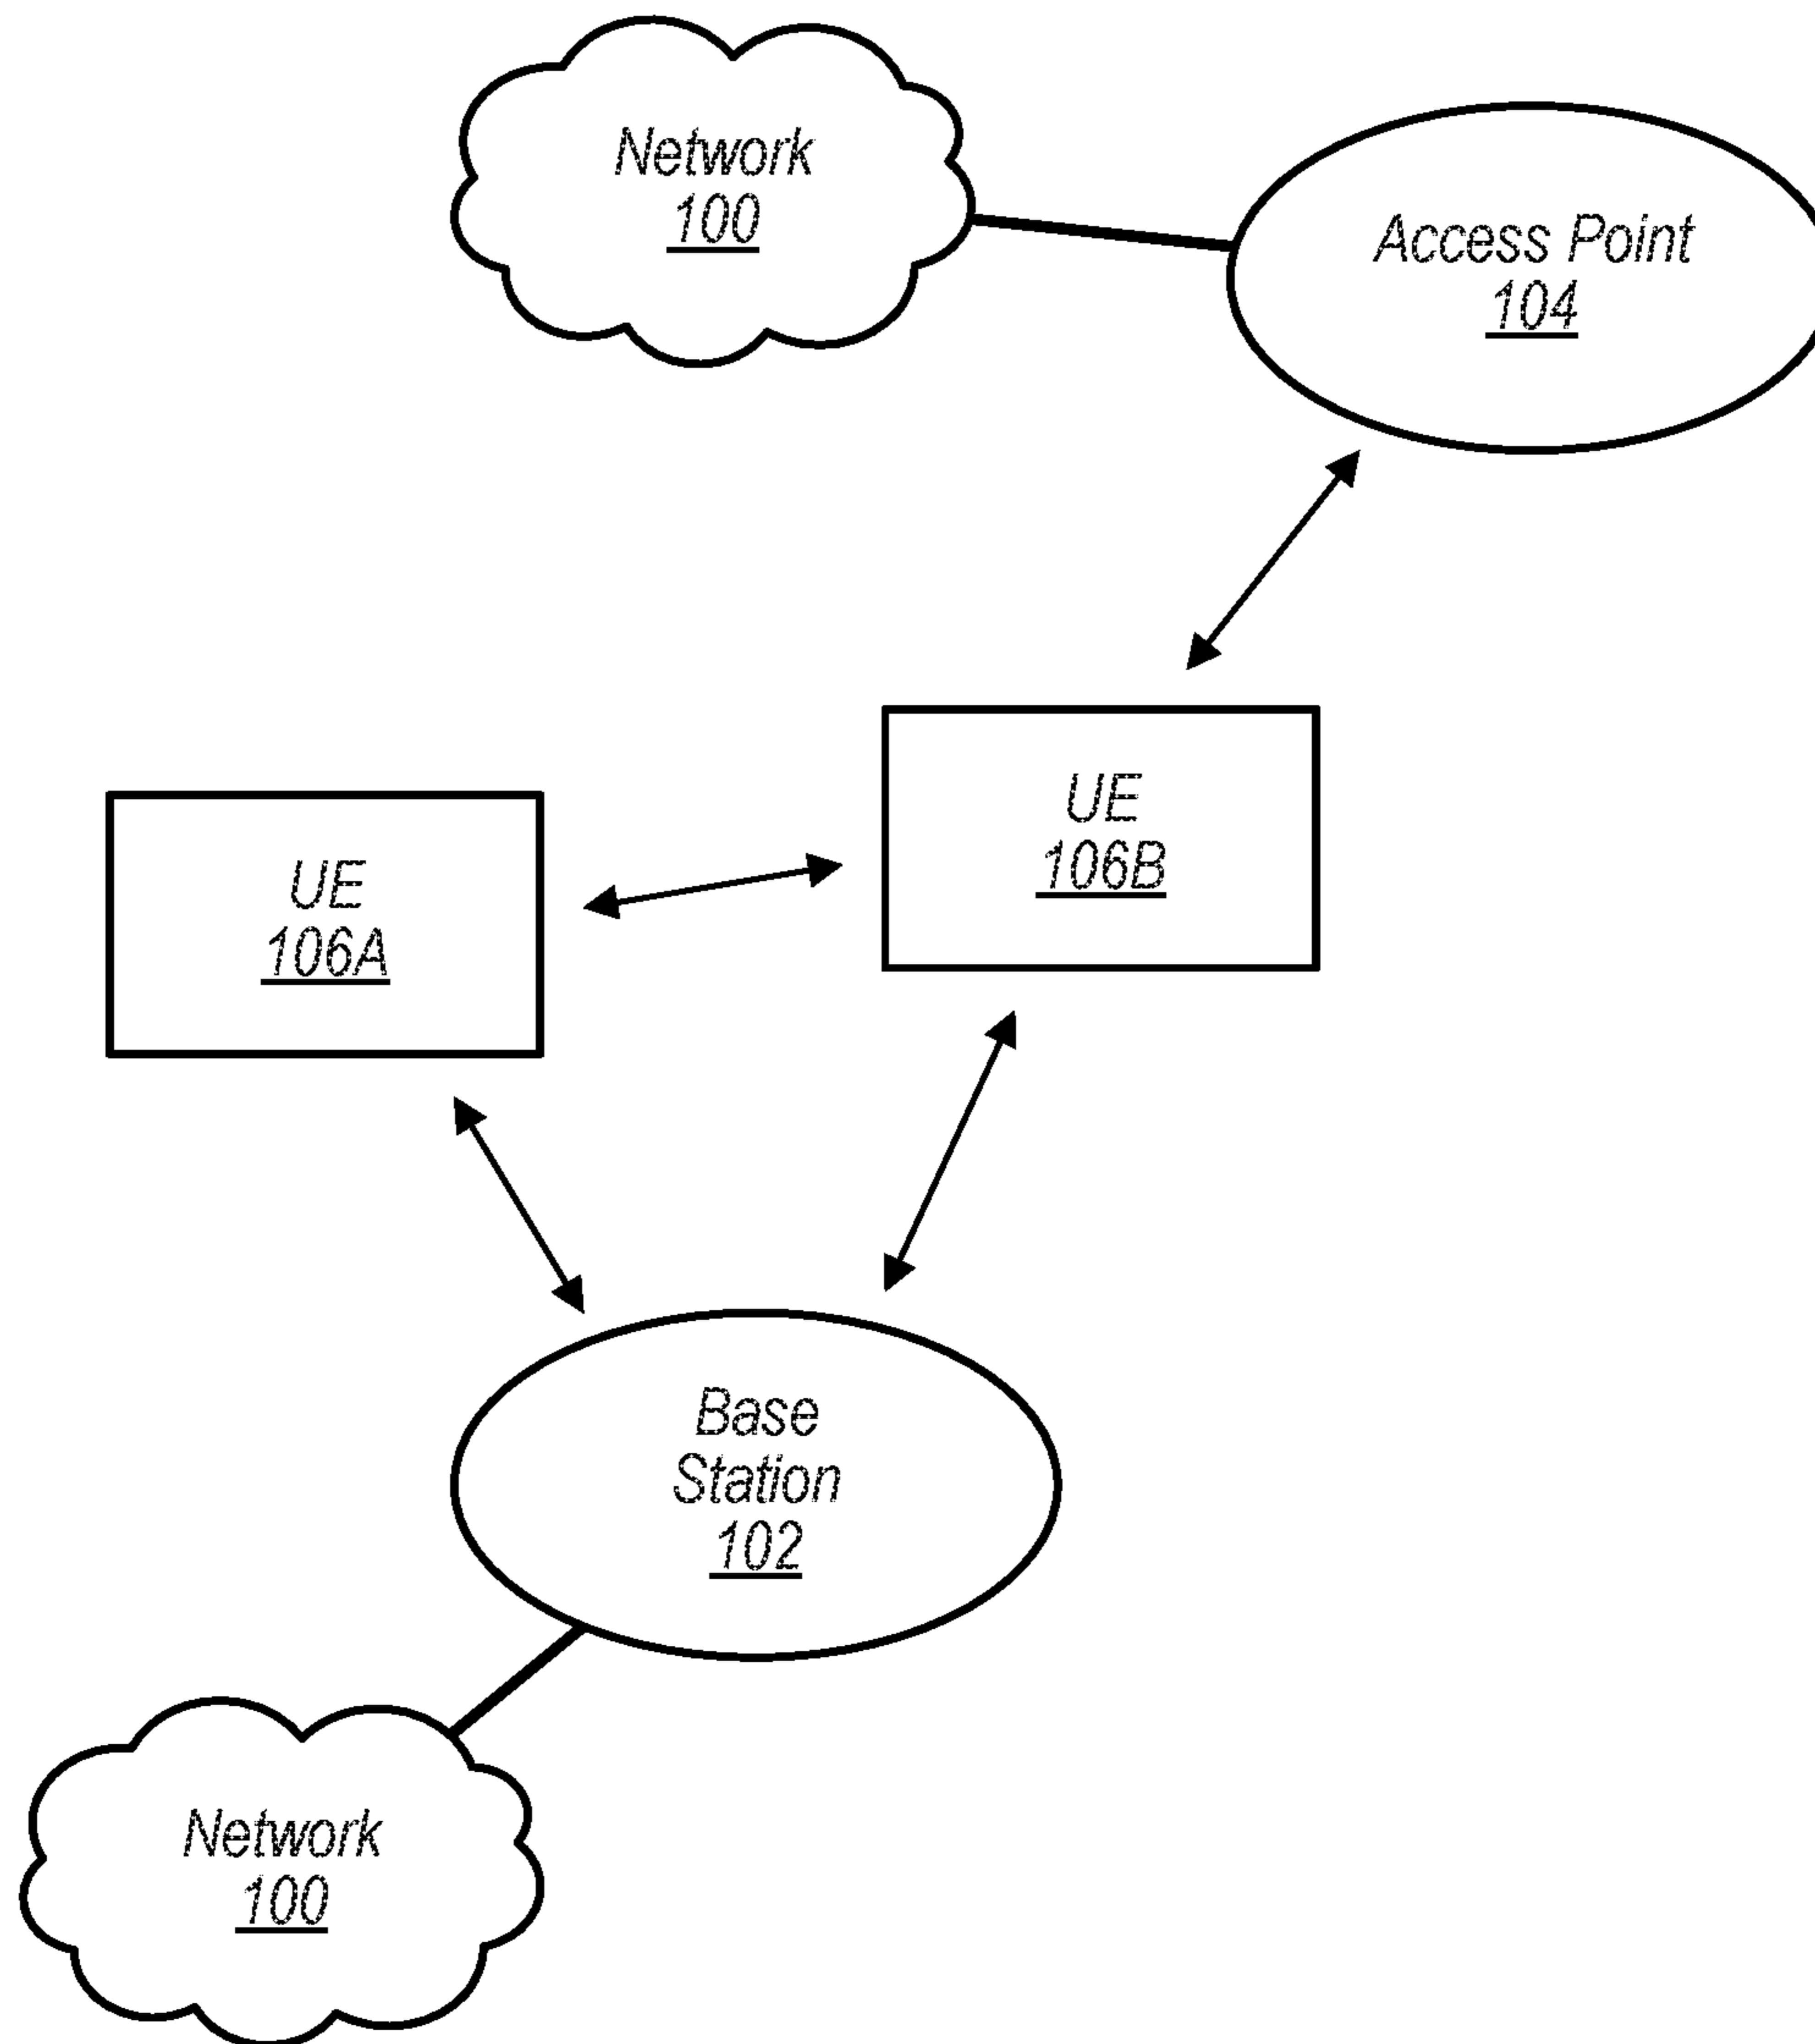 Network
100
Access Point
104
UE
106B
UE
106A
Base
Station
102
Network
100